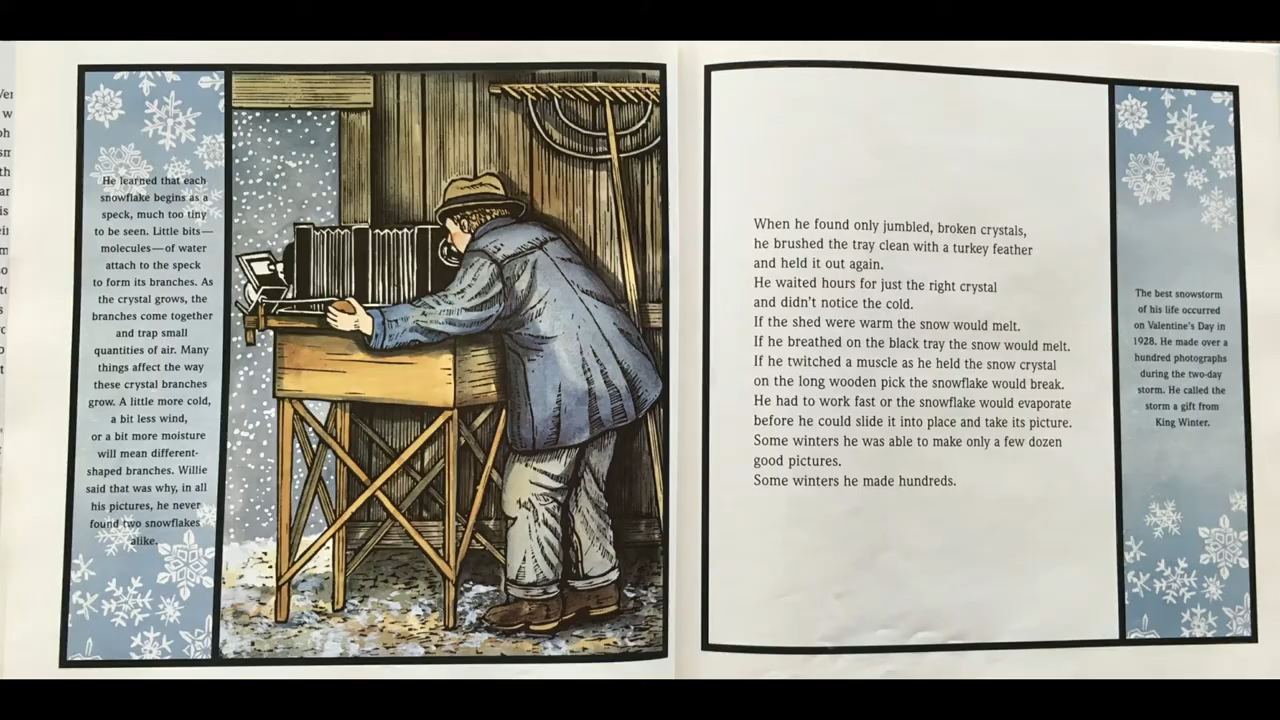 He learned that each
snowflake begins as a
speck, much too tiny
to be seen. Little bits—
molecules—of water
attach to the speck
to form its branches. As
the crystal grows, the
branches come together
and trap small
quantities of air. Many
things affect the way
these crystal branches
grow. A little more cold,
a bit less wind,
or a bit more moisture
will mean different-
shaped branches. Willie
said that was why, in all
his pictures, he never
found two snowflakes
alike.
When he found only jumbled, broken crystals,
he brushed the tray clean with a turkey feather
and held it out again.
He waited hours for just the right crystal
and didn't notice the cold.
If the shed were warm the snow would melt.
If he breathed on the black tray the snow would melt.
If he twitched a muscle as he held the snow crystal
on the long wooden pick the snowflake would break.
He had to work fast or the snowflake would evaporate
before he could slide it into place and take its picture.
Some winters he was able to make only a few dozen
good pictures.
Some winters he made hundreds.
The best snowstorm
of his life occurred
on Valentine's Day in
1928. He made over a
hundred photographs
during the two-day
storm. He called the
storm a gift from
King Winter.